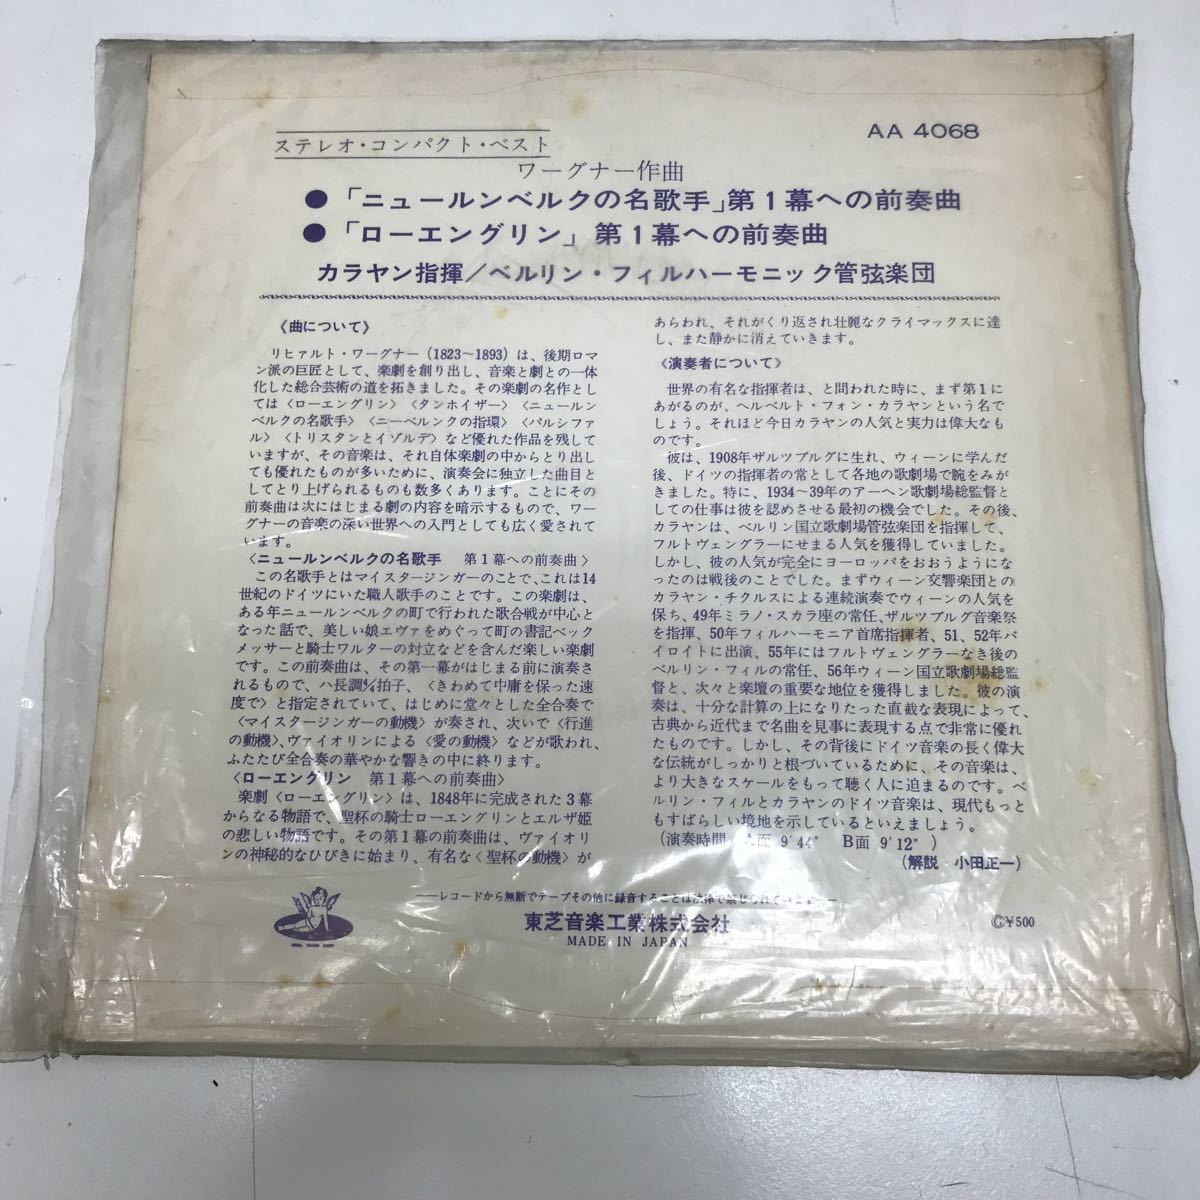 AA 4068
ステレオ・コンパクト・ベスト
ワーグナー作曲
●「ニュールンベルクの名歌手」第1幕への前奏曲
●「ローエングリン」第1幕への前奏曲
カラヤン指揮/ベルリン・フィルハーモニック管弦楽団
《曲について》
リヒァルト・ワーグナー(1823〜1893)は、後期ロマ
ン派の巨匠として、楽劇を創り出し、音楽と劇との一体
化した総合芸術の道を拓きました。その楽劇の名作とし
ては〈ローエングリン〉〈タンホイザー〉〈ニュールン
ベルクの名歌手〉〈ニーベルンクの指環〉〈パルシファ
ル〉〈トリスタンとイゾルデ〉など優れた作品を残して
いますが、その音楽は、それ自体楽劇の中からとり出し
ても優れたものが多いために、演奏会に独立した曲目と
してとり上げられるものも数多くあります。ことにその
前奏曲は次にはじまる劇の内容を暗示するもので、ワー
グナーの音楽の深い世界への入門としても広く愛されて
います。
〈ニュールンベルクの名歌手 第1幕への前奏曲〉
この名歌手とはマイスタージンガーのことで、これは14
世紀のドイツにいた職人歌手のことです。この楽劇は、
ある年ニュールンベルクの町で行われた歌合戦が中心と
なった話で、美しい娘エヴァをめぐって町の書記ベック
メッサーと騎士ワルターの対立などを含んだ楽しい楽劇
です。この前奏曲は、その第一幕がはじまる前に演奏さ
れるもので、ハ長調4/4拍子、〈きわめて中庸を保った速
度で〉と指定されていて、はじめに堂々とした全合奏で
〈マイスタージンガーの動機〉が奏され、次いで〈行進
の動機〉、ヴァイオリンによる〈愛の動機〉などが歌われ、
ふたたび全合奏の華やかな響きの中に終ります。
〈ローエングリン 第1幕への前奏曲〉
楽劇〈ローエングリン〉は、1848年に完成された3幕
からなる物語で、聖杯の騎士ローエングリンとエルザ姫
の悲しい物語です。その第1幕の前奏曲は、ヴァイオリ
ンの神秘的なひびきに始まり、有名な〈聖杯の動機〉が
あらわれ、それがくり返され壮麗なクライマックスに達
し、また静かに消えていきます。
《演奏者について》
世界の有名な指揮者は、と問われた時に、まず第1に
あがるのが、ヘルベルト・フォン・カラヤンという名で
しょう。それほど今日カラヤンの人気と実力は偉大なも
のです。
彼は、1908年ザルツブルグに生れ、ウィーンに学んだ
後、ドイツの指揮者の常として各地の歌劇場で腕をみが
きました。特に、1934〜39年のアーヘン歌劇場総監督と
しての仕事は彼を認めさせる最初の機会でした。その後、
カラヤンは、ベルリン国立歌劇場管弦楽団を指揮して、
フルトヴェングラーにせまる人気を獲得していました。
しかし、彼の人気が完全にヨーロッパをおおうようにな
ったのは戦後のことでした。まずウィーン交響楽団との
カラヤン・チクルスによる連続演奏でウィーンの人気を
保ち、49年ミラノ・スカラ座の常任、ザルツブルグ音楽祭
を指揮、50年フィルハーモニア首席指揮者、51、52年バ
イロイトに出演、55年にはフルトヴェングラーなき後の
ベルリン・フィルの常任、56年ウィーン国立歌劇場総監
督と、次々と楽壇の重要な地位を獲得しました。彼の演
奏は、十分な計算の上になりたった直截な表現によって、
古典から近代まで名曲を見事に表現する点で非常に優れ
たものです。しかし、その背後にドイツ音楽の長く偉大
な伝統がしっかりと根づいているために、その音楽は、
より大きなスケールをもって聴く人に迫るのです。ベ
ルリン・フィルとカラヤンのドイツ音楽は、現代もっと
もすばらしい境地を示しているといえましょう。
(演奏時間 A面 9'44" B面 9'12")
(解説 小田正一)
——レコードから無断でテープその他に録音することは法律で禁じられています——
東芝音楽工業株式会社
MADE IN JAPAN
Ⓒ¥500